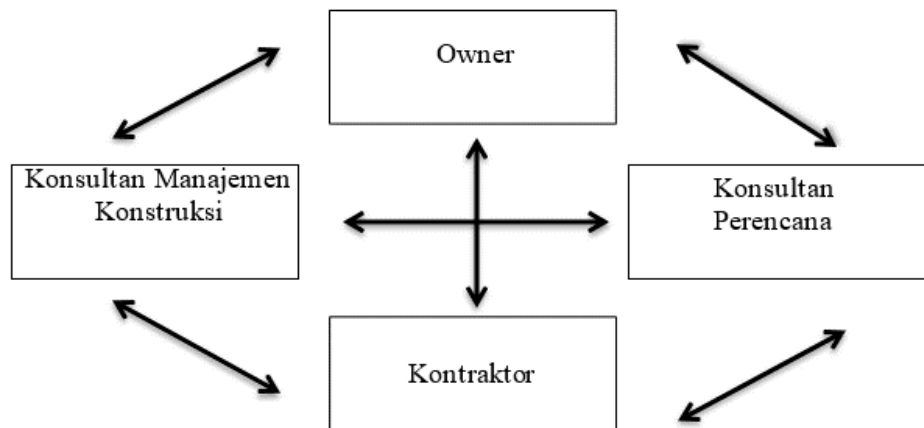 Owner
Konsultan Manajemen
Konstruksi
Konsultan
Perencana
Kontraktor